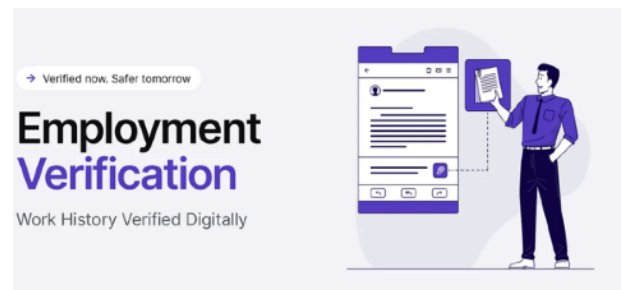 Verified now. Safer tomorrow
Employment
Verification
Work History Verified Digitally